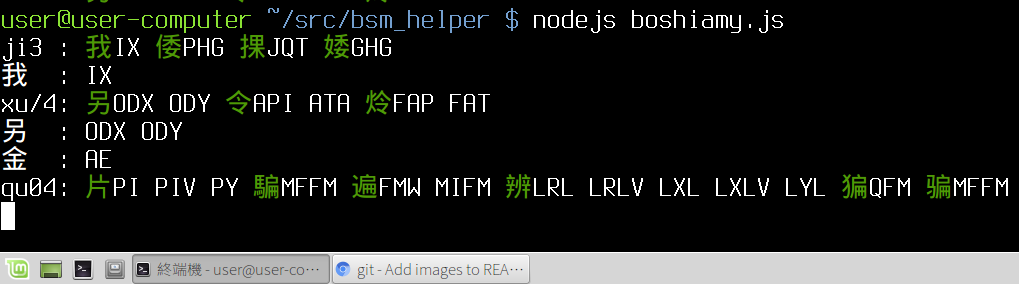 user@user-computer ~/src/bsm_helper $ nodejs boshiamy.js
ji3 : 我IX 倭PHG 捰JQT 婑GHG
我 : IX
xu/4: 另ODX ODY 令API ATA 炩FAP FAT
另 : ODX ODY
金 : AE
qu04: 片PI PIV PY 騙MFFM 遍FMW MIFM 辨LRL LRLV LXL LXLV LYL 猵QFM 骗MFFM
終端機 - user@user-co…
git - Add images to REA…